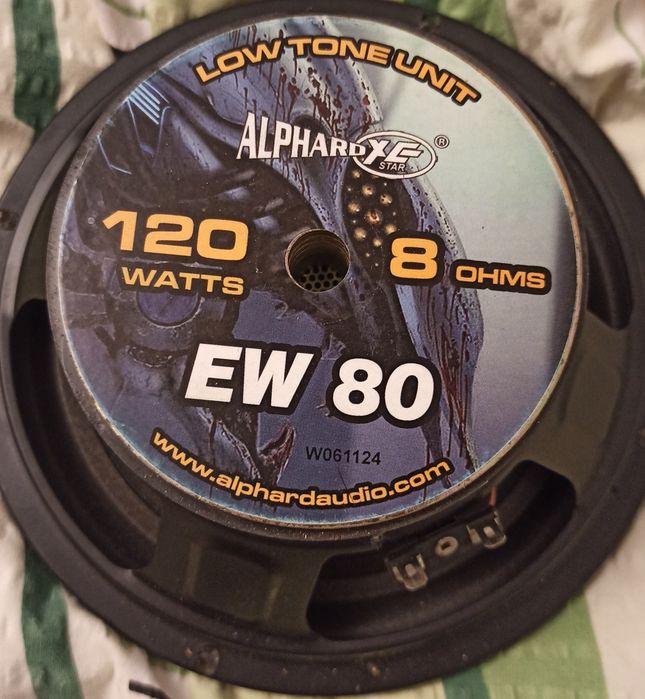 LOW TONE UNIT
ALPHARD XE ®
STAR
120
WATTS
8 OHMS
EW 80
W061124
www.alphardaudio.com